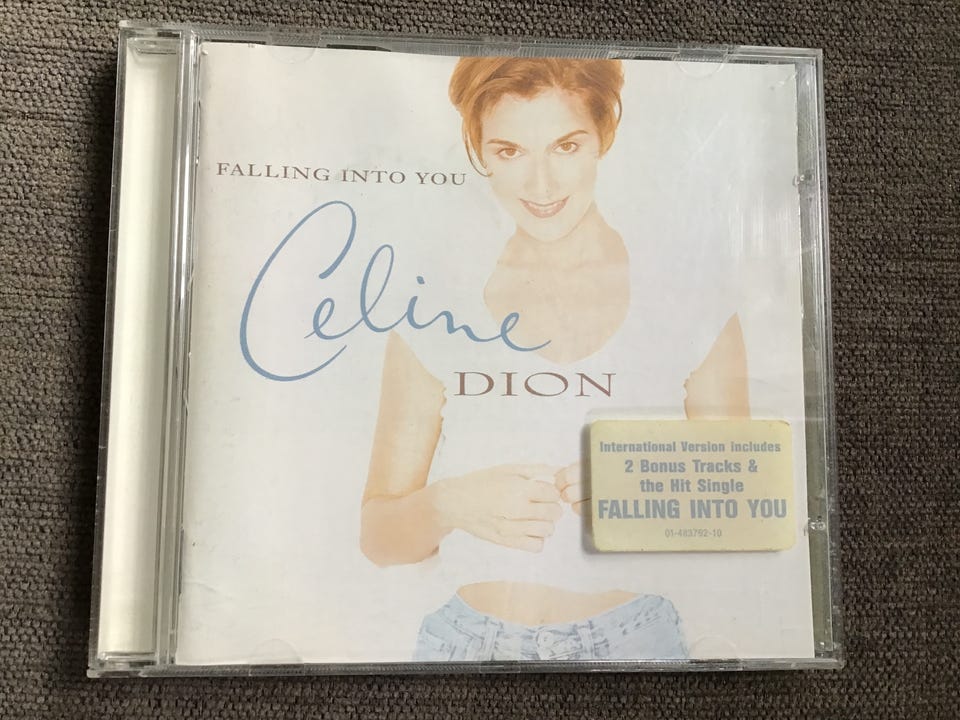 FALLING INTO YOU
Celine
DION
International Version includes
2 Bonus Tracks &
the Hit Single
FALLING INTO YOU
01-483792-10